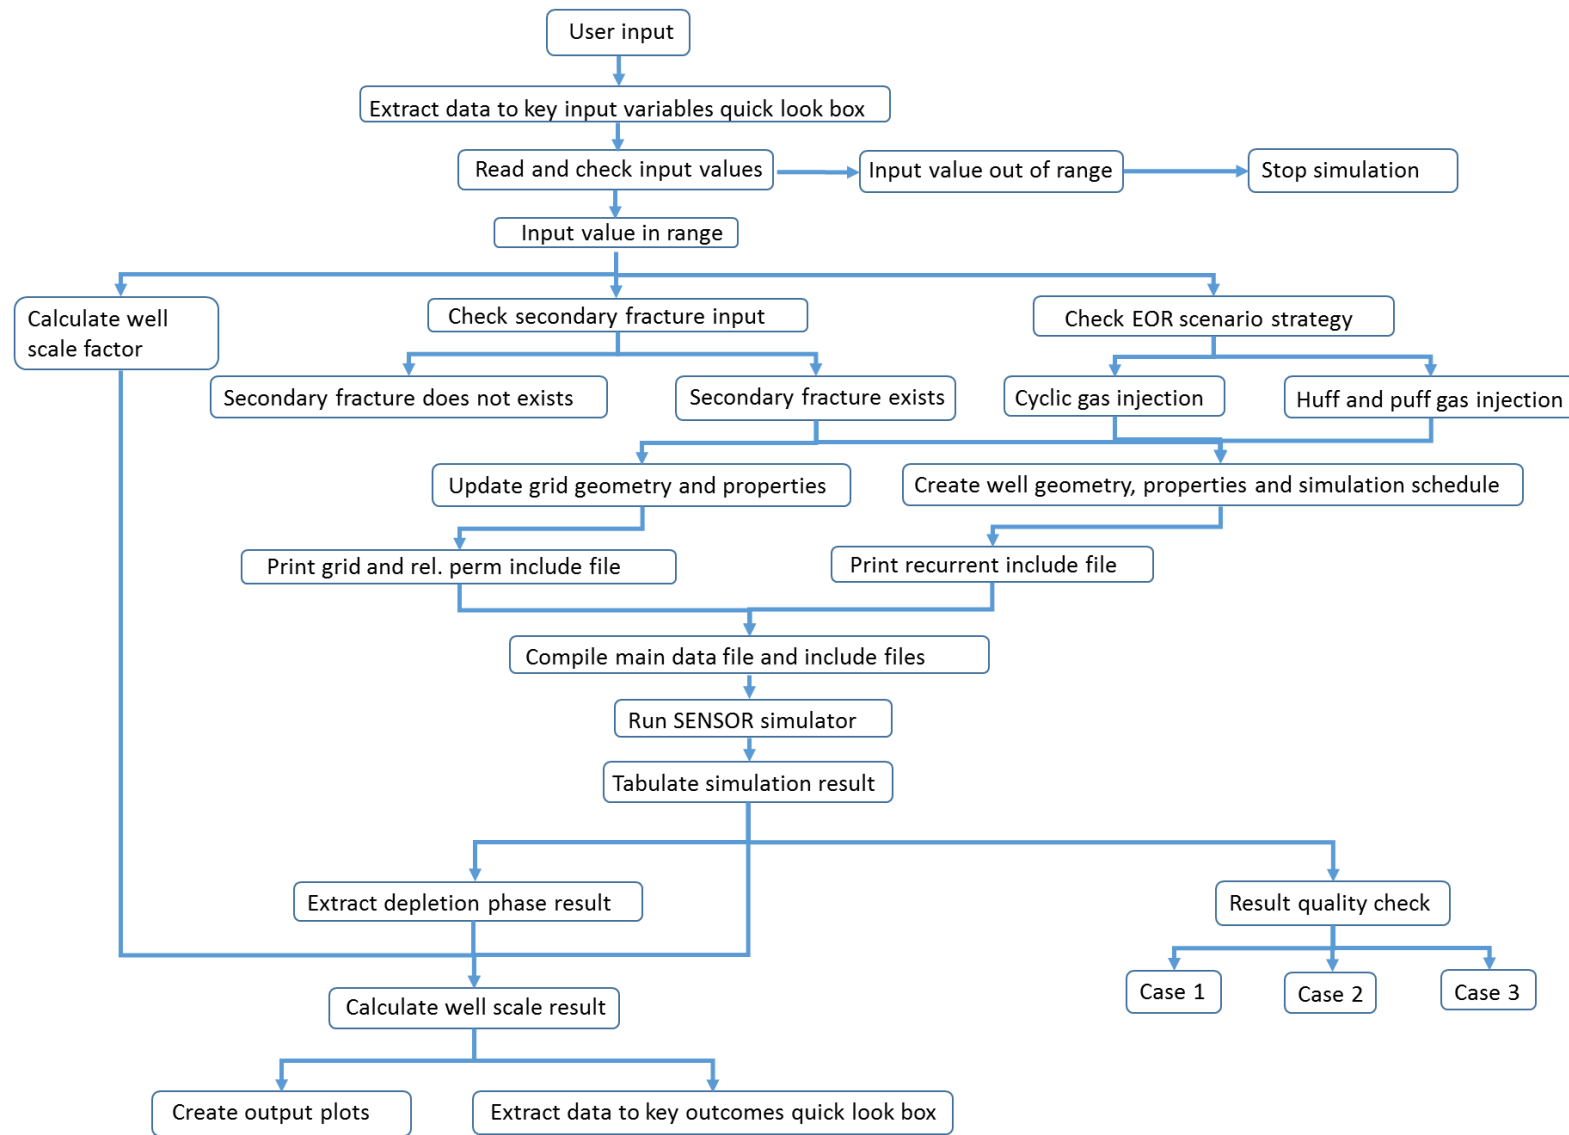 User input
Extract data to key input variables quick look box
Read and check input values
Input value out of range
Stop simulation
Input value in range
Calculate well
scale factor
Check secondary fracture input
Check EOR scenario strategy
Secondary fracture does not exists
Secondary fracture exists
Cyclic gas injection
Huff and puff gas injection
Update grid geometry and properties
Create well geometry, properties and simulation schedule
Print grid and rel. perm include file
Print recurrent include file
Compile main data file and include files
Run SENSOR simulator
Tabulate simulation result
Extract depletion phase result
Result quality check
Case 1
Case 2
Case 3
Calculate well scale result
Create output plots
Extract data to key outcomes quick look box